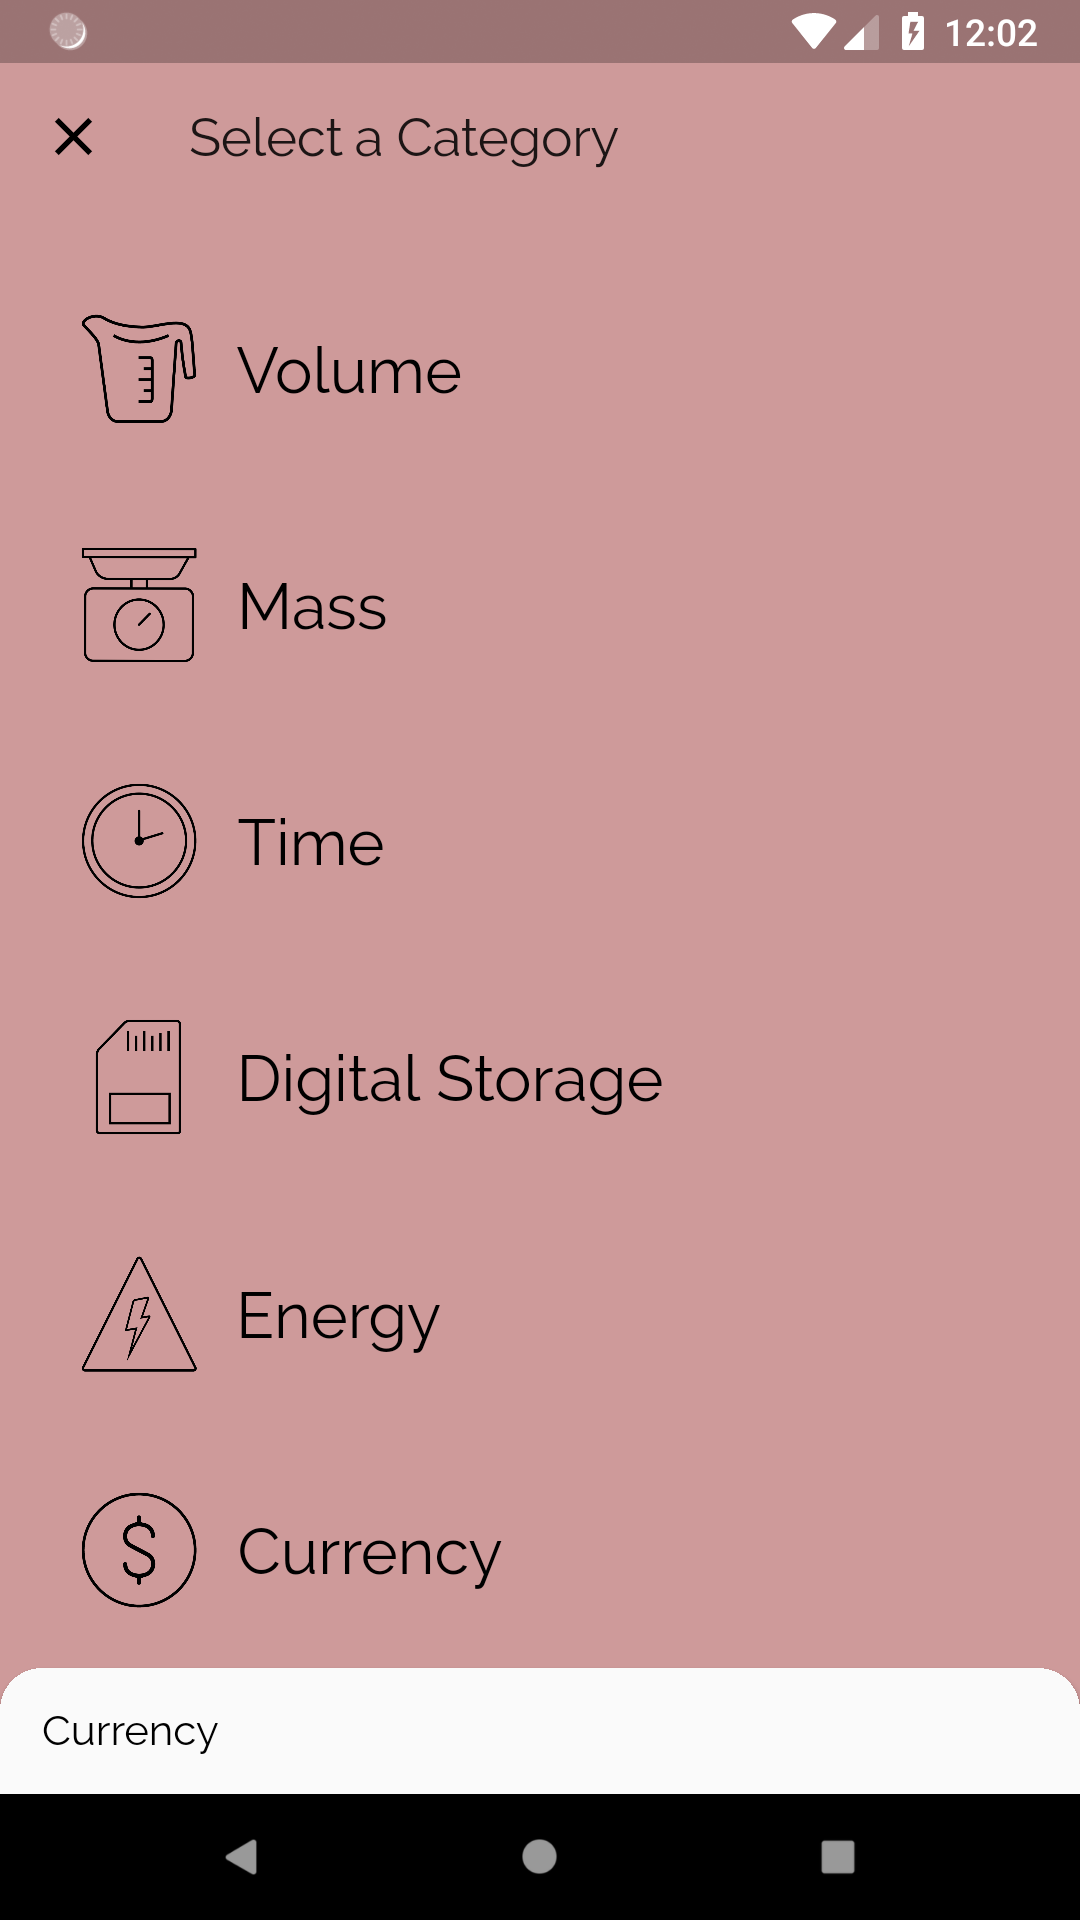 12:02
Select a Category
Volume
Mass
Time
Digital Storage
Energy
$
Currency
Currency